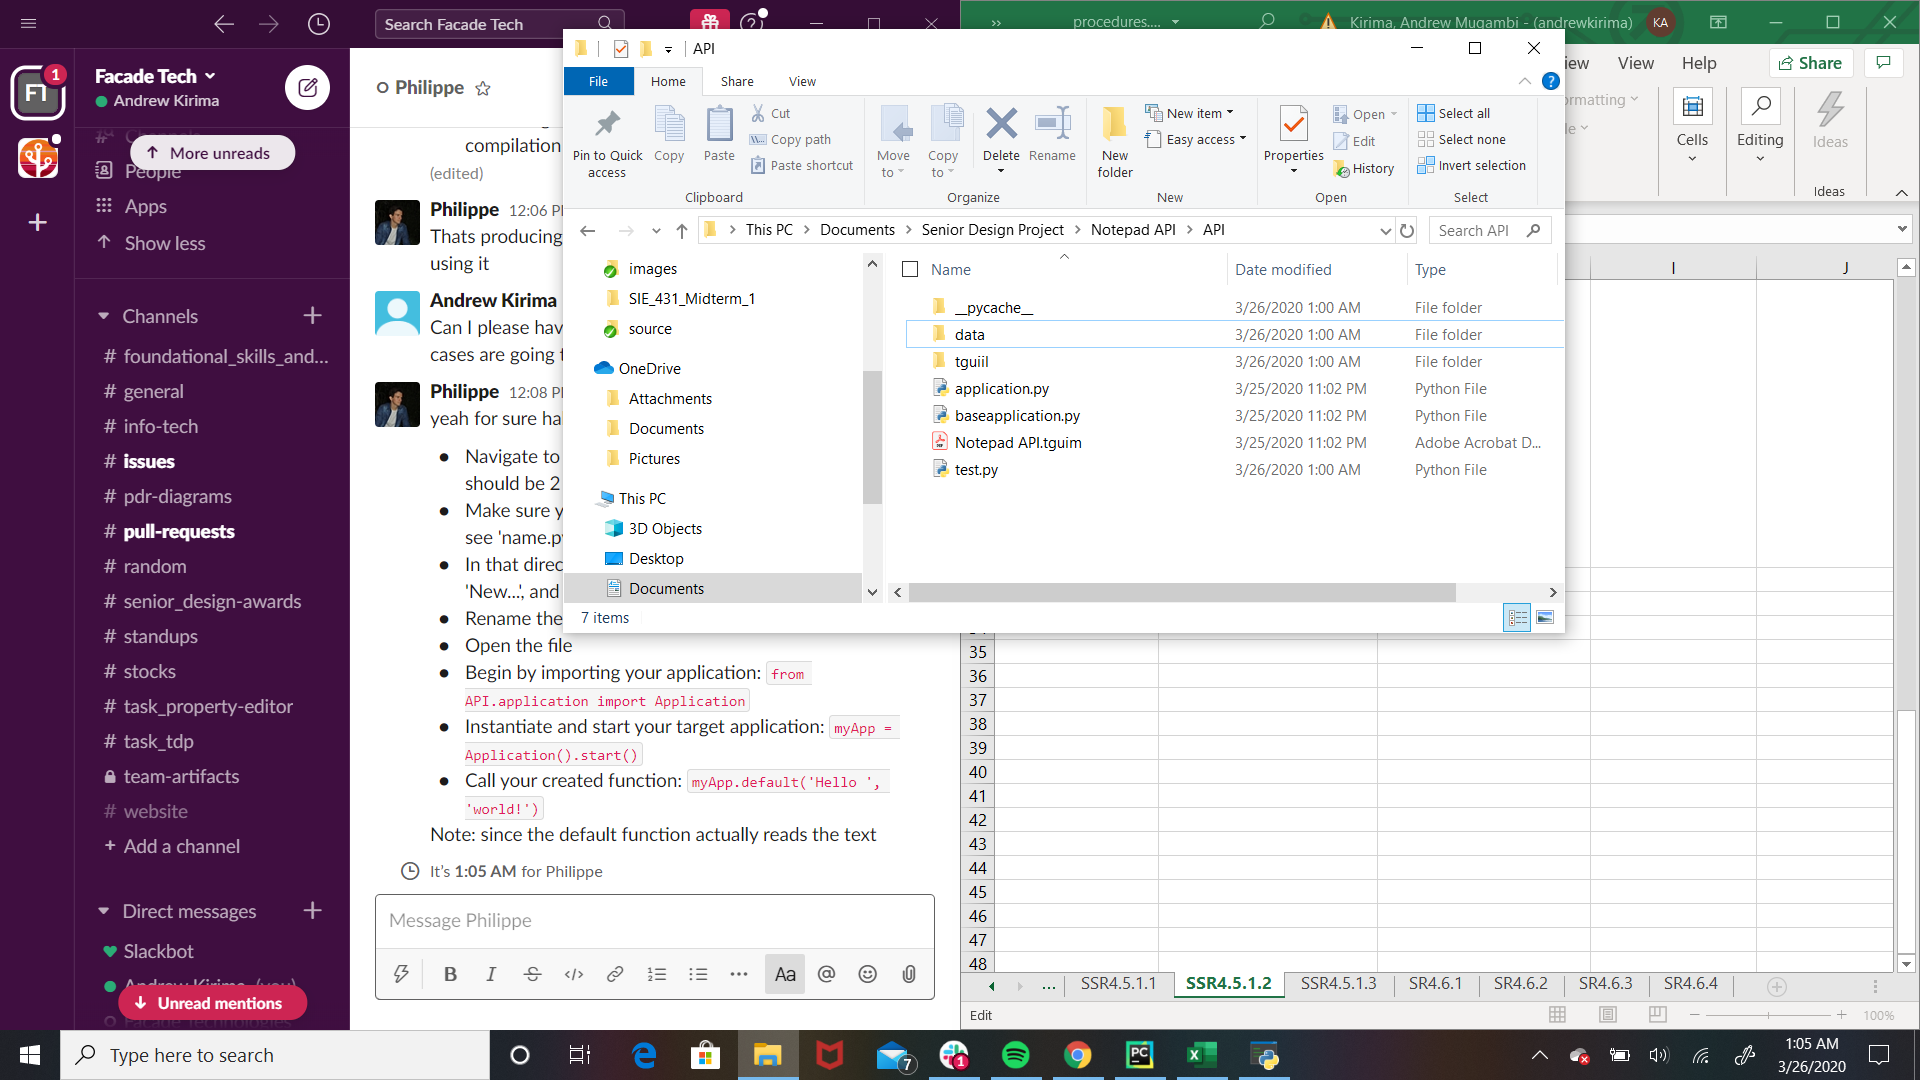 Search Facade Tech
procedures....
Kirima, Andrew Mugambi - (andrewkirima)
KA
FT
1
Facade Tech
Andrew Kirima
More unreads
People
Apps
Show less
Channels
# foundational_skills_and...
# general
# info-tech
# issues
# pdr-diagrams
# pull-requests
# random
# senior_design-awards
# standups
# stocks
# task_property-editor
# task_tdp
team-artifacts
# website
+ Add a channel
Direct messages
Slackbot
Unread mentions
Philippe
compilation
(edited)
Philippe 12:06 P
Thats producing
using it
Andrew Kirima
Can I please hav
cases are going
Philippe 12:08 P
yeah for sure ha
• Navigate to
should be 2
• Make sure y
see 'name.p
• In that direc
'New...', and
• Rename the
• Open the file
• Begin by importing your application: from
API.application import Application
• Instantiate and start your target application: myApp =
Application().start()
• Call your created function: myApp.default('Hello ',
'world!')
Note: since the default function actually reads the text
It's 1:05 AM for Philippe
Message Philippe
B I S </> Aa @
API
File Home Share View
Pin to Quick
access
Copy
Paste
Cut
Copy path
Paste shortcut
Clipboard
Move
to
Copy
to
Delete
Rename
Organize
New
folder
New item
Easy access
New
Properties
Open
Edit
History
Open
Select all
Select none
Invert selection
Select
This PC > Documents > Senior Design Project > Notepad API > API
Search API
images
SIE_431_Midterm_1
source
OneDrive
Attachments
Documents
Pictures
This PC
3D Objects
Desktop
Documents
Name Date modified Type
__pycache__ 3/26/2020 1:00 AM File folder
data 3/26/2020 1:00 AM File folder
tguiil 3/26/2020 1:00 AM File folder
application.py 3/25/2020 11:02 PM Python File
baseapplication.py 3/25/2020 11:02 PM Python File
Notepad API.tguim 3/25/2020 11:02 PM Adobe Acrobat D...
test.py 3/26/2020 1:00 AM Python File
7 items
View Help
Share
Cells
Editing
Ideas
Ideas
I J
35
36
37
38
39
40
41
42
43
44
45
46
47
48
... SSR4.5.1.1 SSR4.5.1.2 SSR4.5.1.3 SR4.6.1 SR4.6.2 SR4.6.3 SR4.6.4
Edit
100%
Type here to search
7
1
PC
1:05 AM
3/26/2020